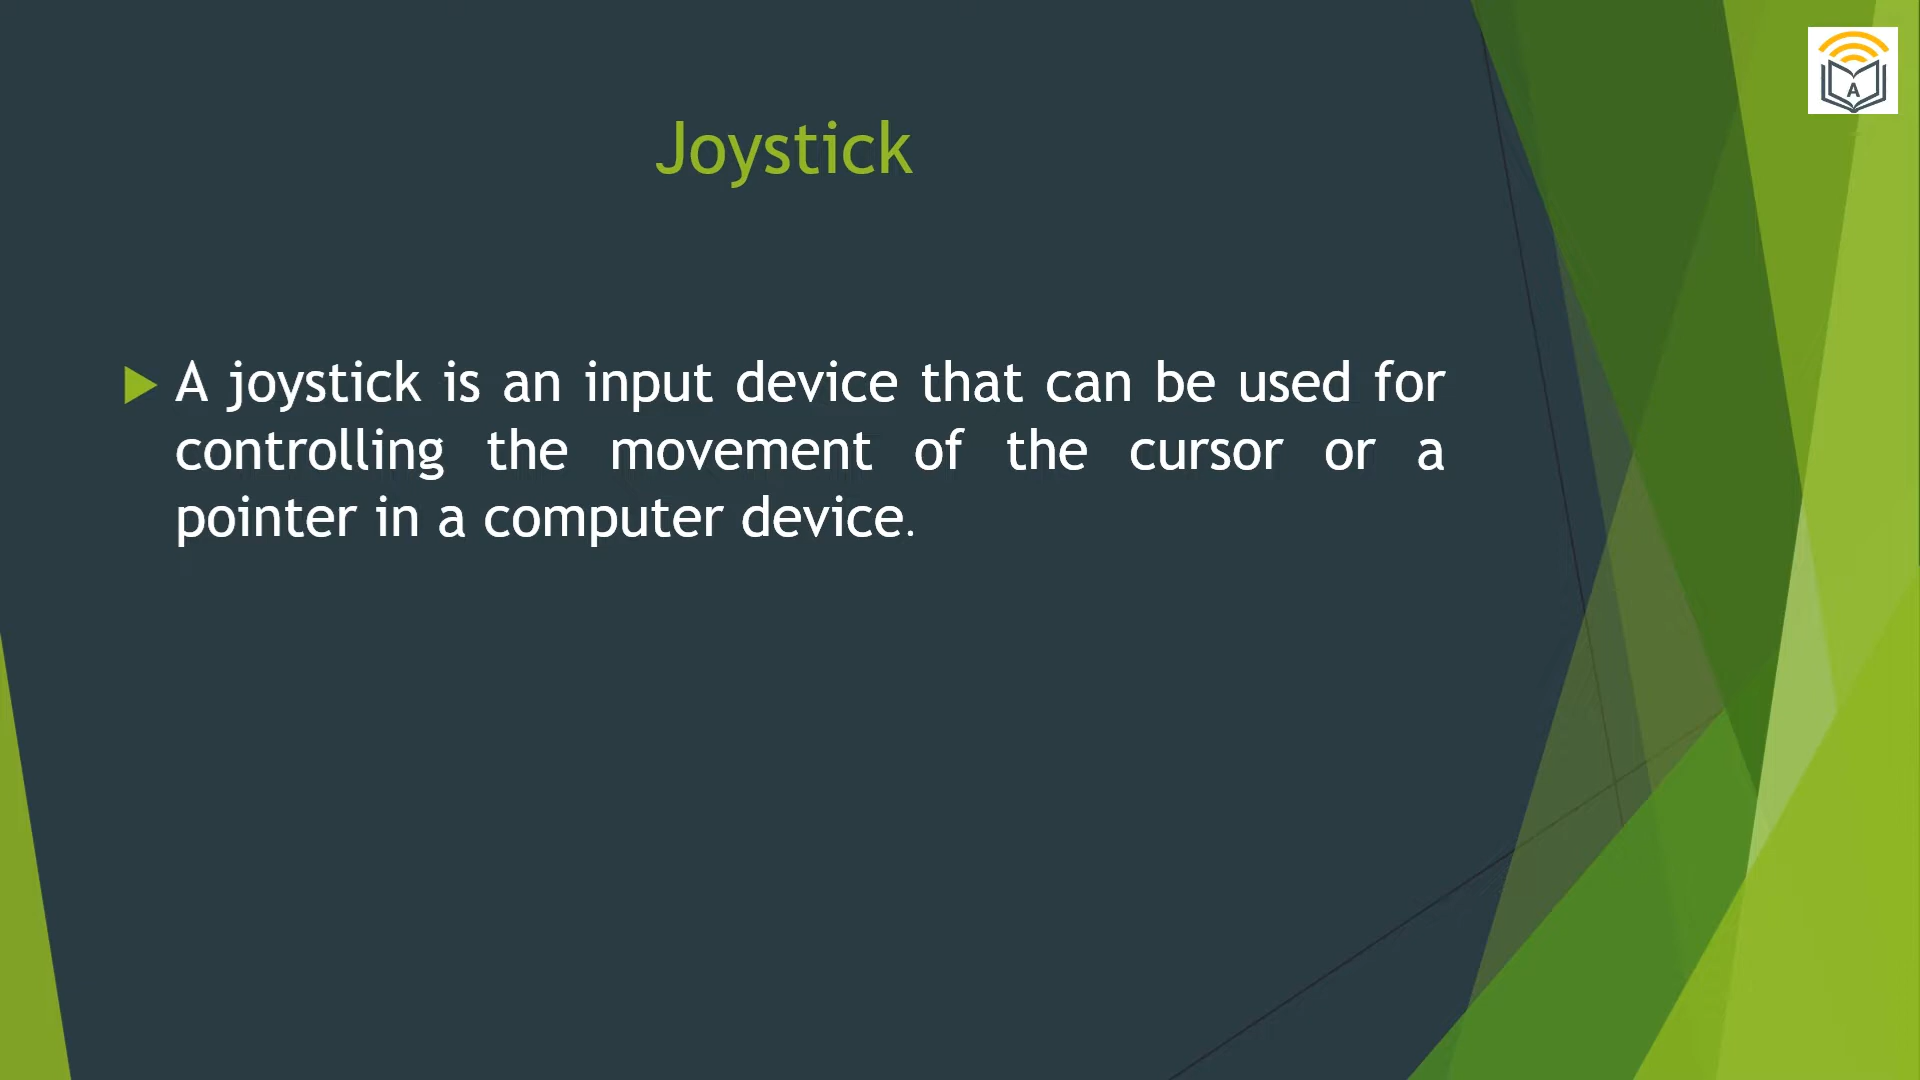 Joystick
A joystick is an input device that can be used for
controlling the movement of the cursor or a
pointer in a computer device.
A